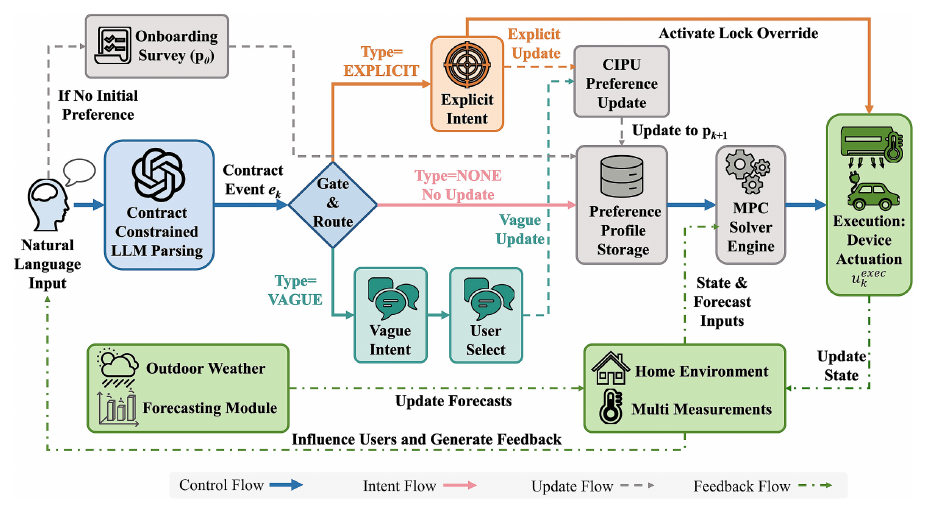 Onboarding
Survey (p₀)
If No Initial
Preference
Natural
Language
Input
Contract
Constrained
LLM Parsing
Contract
Event eₖ
Gate
&
Route
Type=
EXPLICIT
Explicit
Intent
Explicit
Update
Activate Lock Override
CIPU
Preference
Update
Update to pₖ₊₁
Type=NONE
No Update
Vague
Update
Preference
Profile
Storage
MPC
Solver
Engine
Execution:
Device
Actuation
uₖᵉˣᵉᶜ
Type=
VAGUE
Vague
Intent
User
Select
State &
Forecast
Inputs
Update
State
Outdoor Weather
Forecasting Module
Update Forecasts
Home Environment
Multi Measurements
Influence Users and Generate Feedback
Control Flow
Intent Flow
Update Flow
Feedback Flow